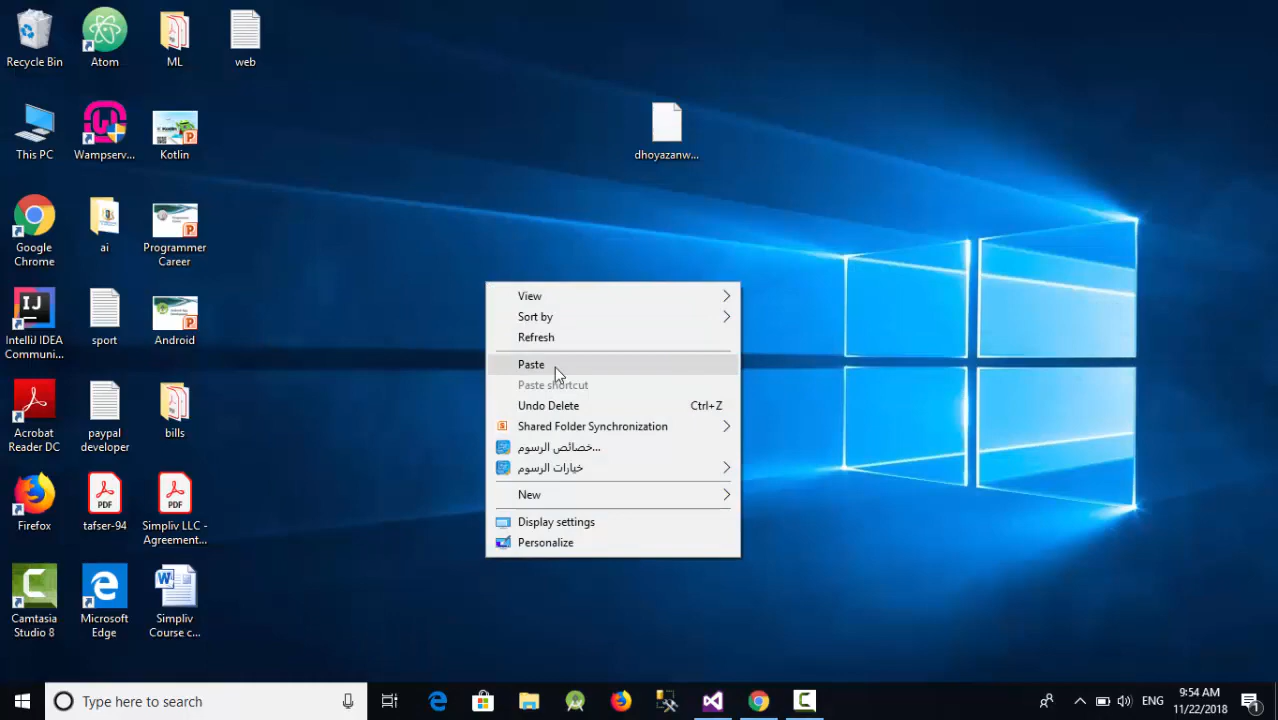 Recycle Bin
Atom
ML
web
This PC
Wampserv...
Kotlin
dhoyazanw...
Google
Chrome
ai
Programmer
Career
IntelliJ IDEA
Communi...
sport
Android
Acrobat
Reader DC
paypal
developer
bills
Firefox
PDF
tafser-94
PDF
Simpliv LLC -
Agreement...
Camtasia
Studio 8
Microsoft
Edge
Simpliv
Course c...
View
Sort by
Refresh
Paste
Paste shortcut
Undo Delete Ctrl+Z
Shared Folder Synchronization
خصائص الرسوم...
خيارات الرسوم
New
Display settings
Personalize
Type here to search
ENG
9:54 AM
11/22/2018
1